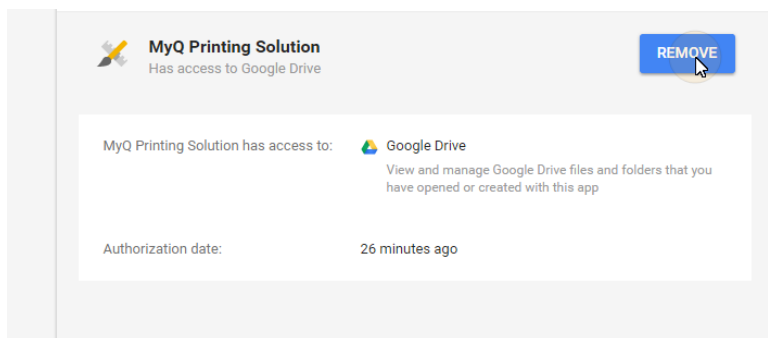 MyQ Printing Solution
Has access to Google Drive
REMOVE
MyQ Printing Solution has access to:
Google Drive
View and manage Google Drive files and folders that you
have opened or created with this app
Authorization date:
26 minutes ago